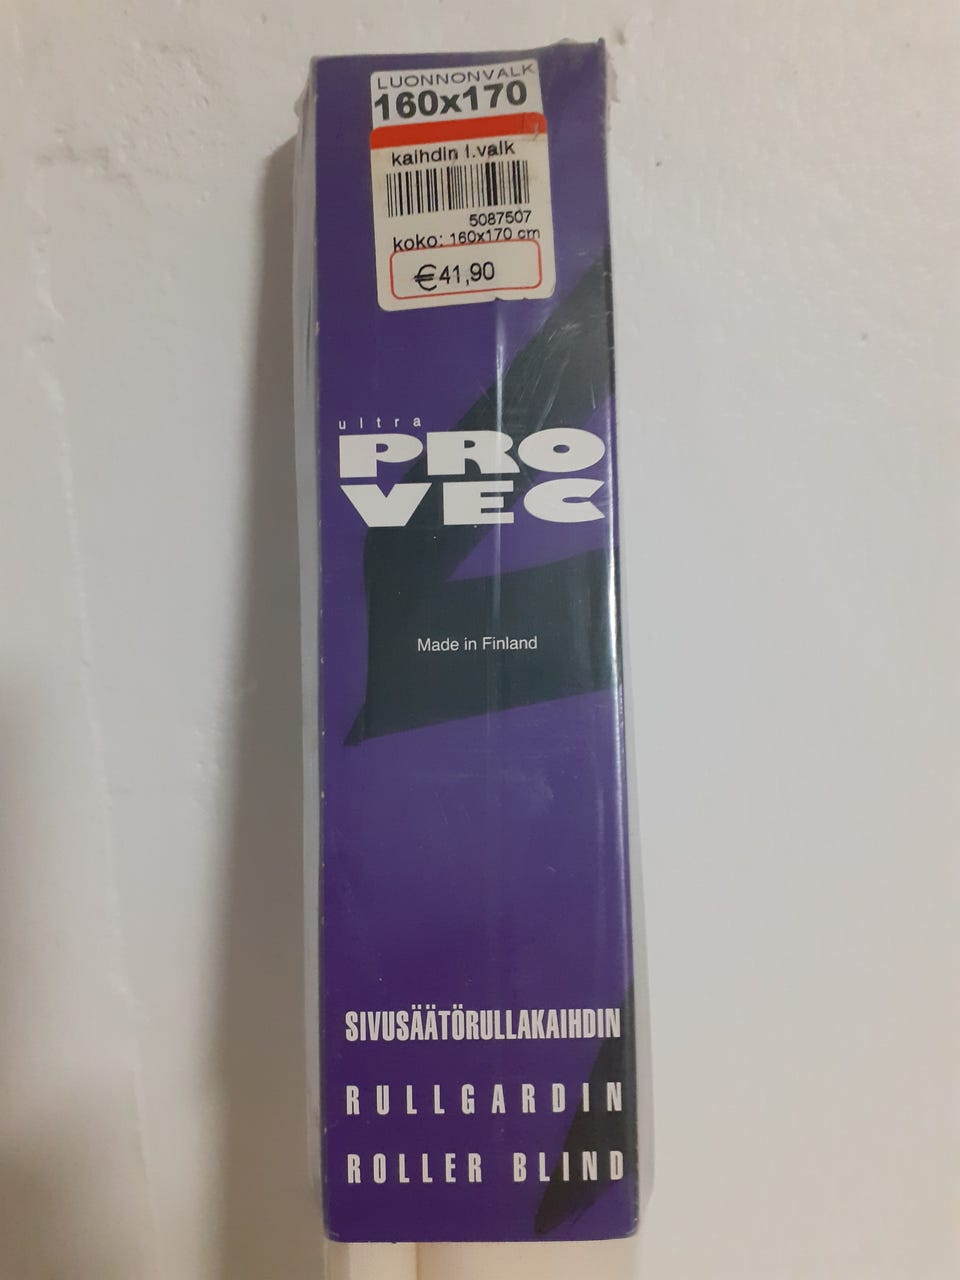 LUONNONVALK
160x170
kaihdin l.valk
5087507
koko: 160x170 cm
€41,90
ultra
PRO
VEC
Made in Finland
SIVUSÄÄTÖRULLAKAIHDIN
RULLGARDIN
ROLLER BLIND